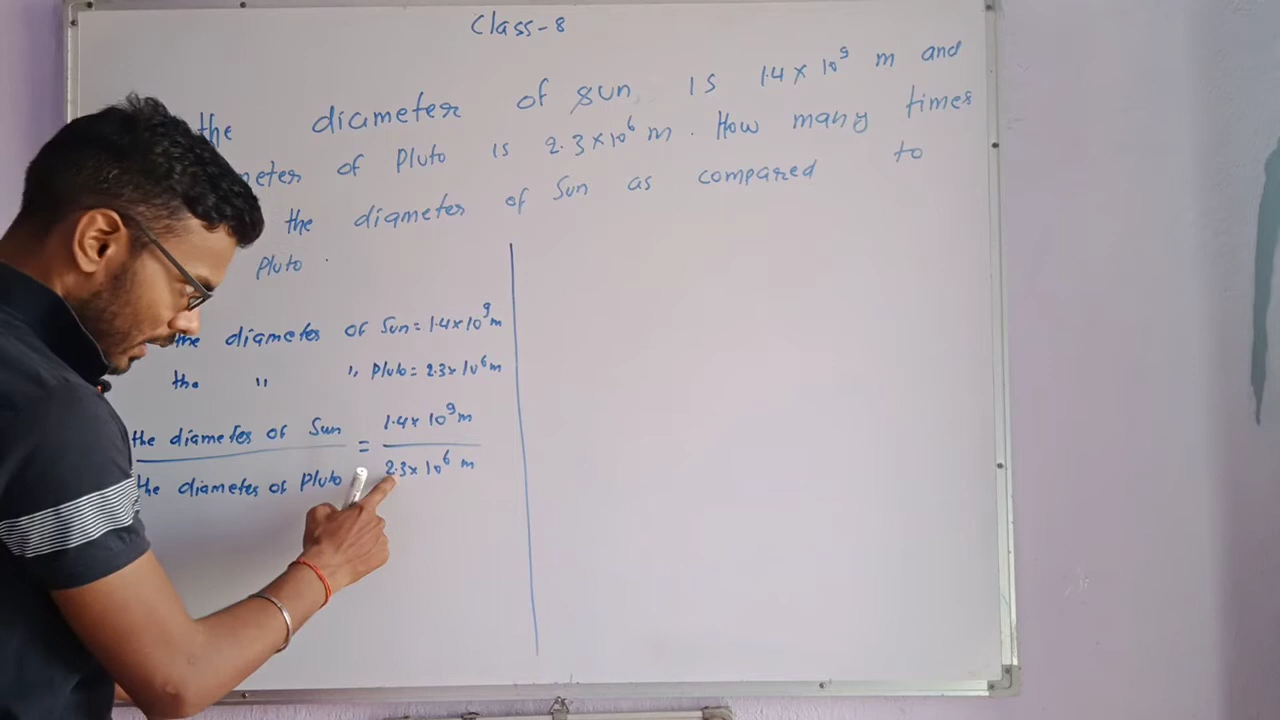 Class-8
the diameter of sun is 1.4 × 10⁹ m and
meter of Pluto is 2.3×10⁶ m. How many times
the diameter of Sun as compared to
Pluto.
the diameter of Sun = 1.4×10⁹ m
the " " Pluto = 2.3×10⁶ m
the diameter of Sun / the diameter of Pluto = 1.4×10⁹ m / 2.3×10⁶ m